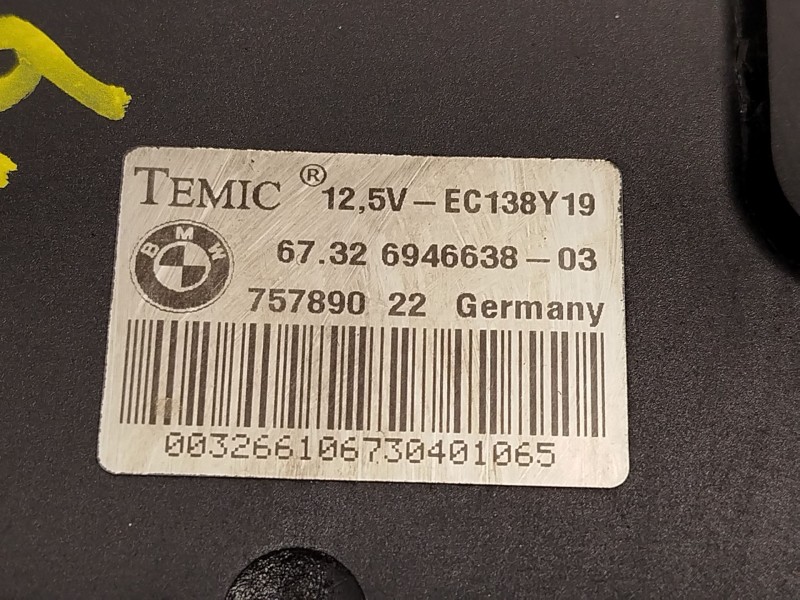 TEMIC ® 12,5V-EC138Y19
BMW
67.32 6946638-03
757890 22 Germany
003266106730401065